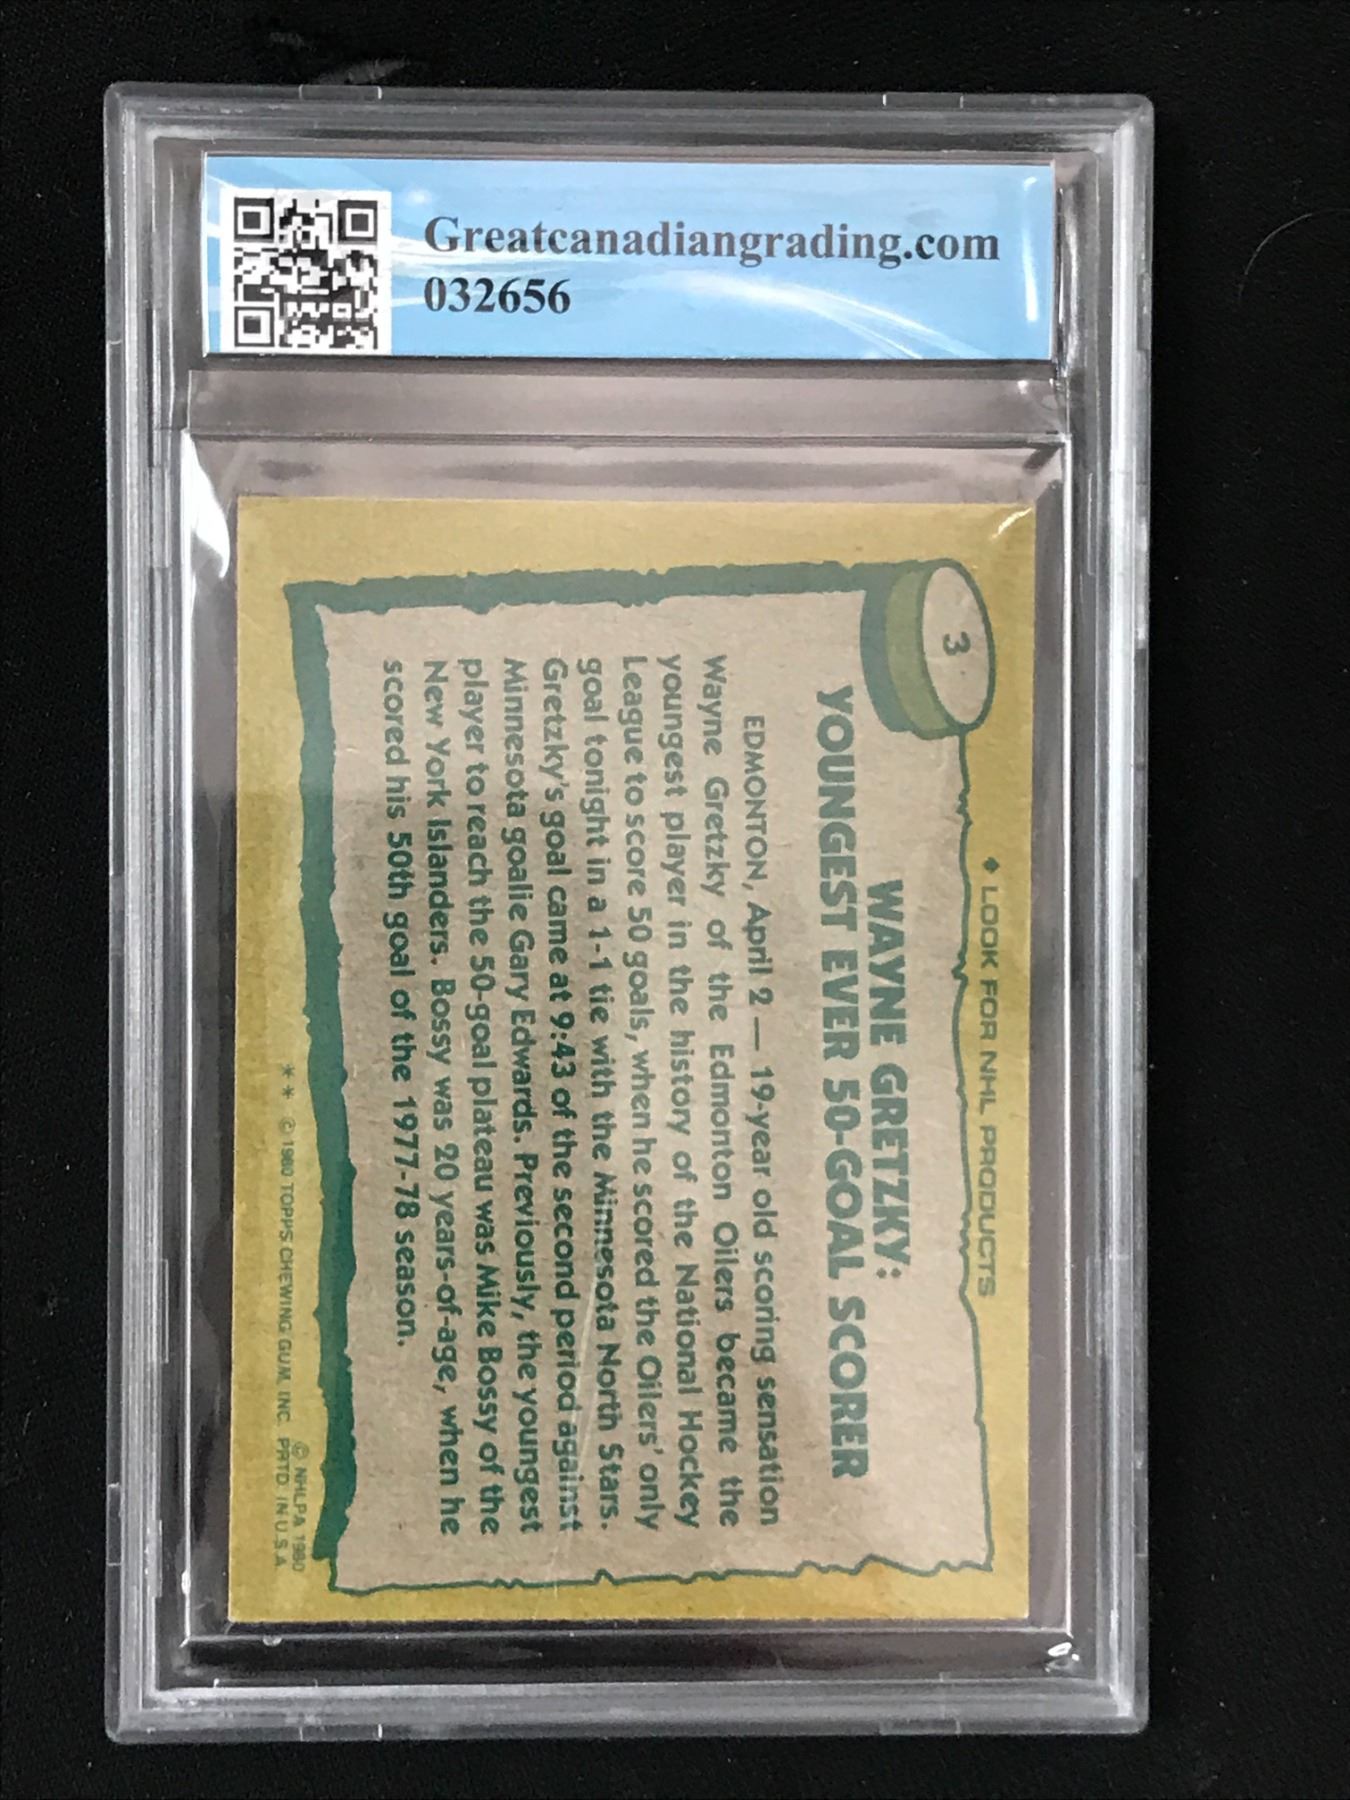 Greatcanadiangrading.com
032656
3
◆ LOOK FOR NHL PRODUCTS
WAYNE GRETZKY:
YOUNGEST EVER 50-GOAL SCORER
EDMONTON, April 2 — 19-year old scoring sensation
Wayne Gretzky of the Edmonton Oilers became the
youngest player in the history of the National Hockey
League to score 50 goals, when he scored the Oilers' only
goal tonight in a 1-1 tie with the Minnesota North Stars.
Gretzky's goal came at 9:43 of the second period against
Minnesota goalie Gary Edwards. Previously, the youngest
player to reach the 50-goal plateau was Mike Bossy of the
New York Islanders. Bossy was 20 years-of-age, when he
scored his 50th goal of the 1977-78 season.
© NHLPA 1980
** © 1980 TOPPS CHEWING GUM, INC. PRTD. IN U.S.A.